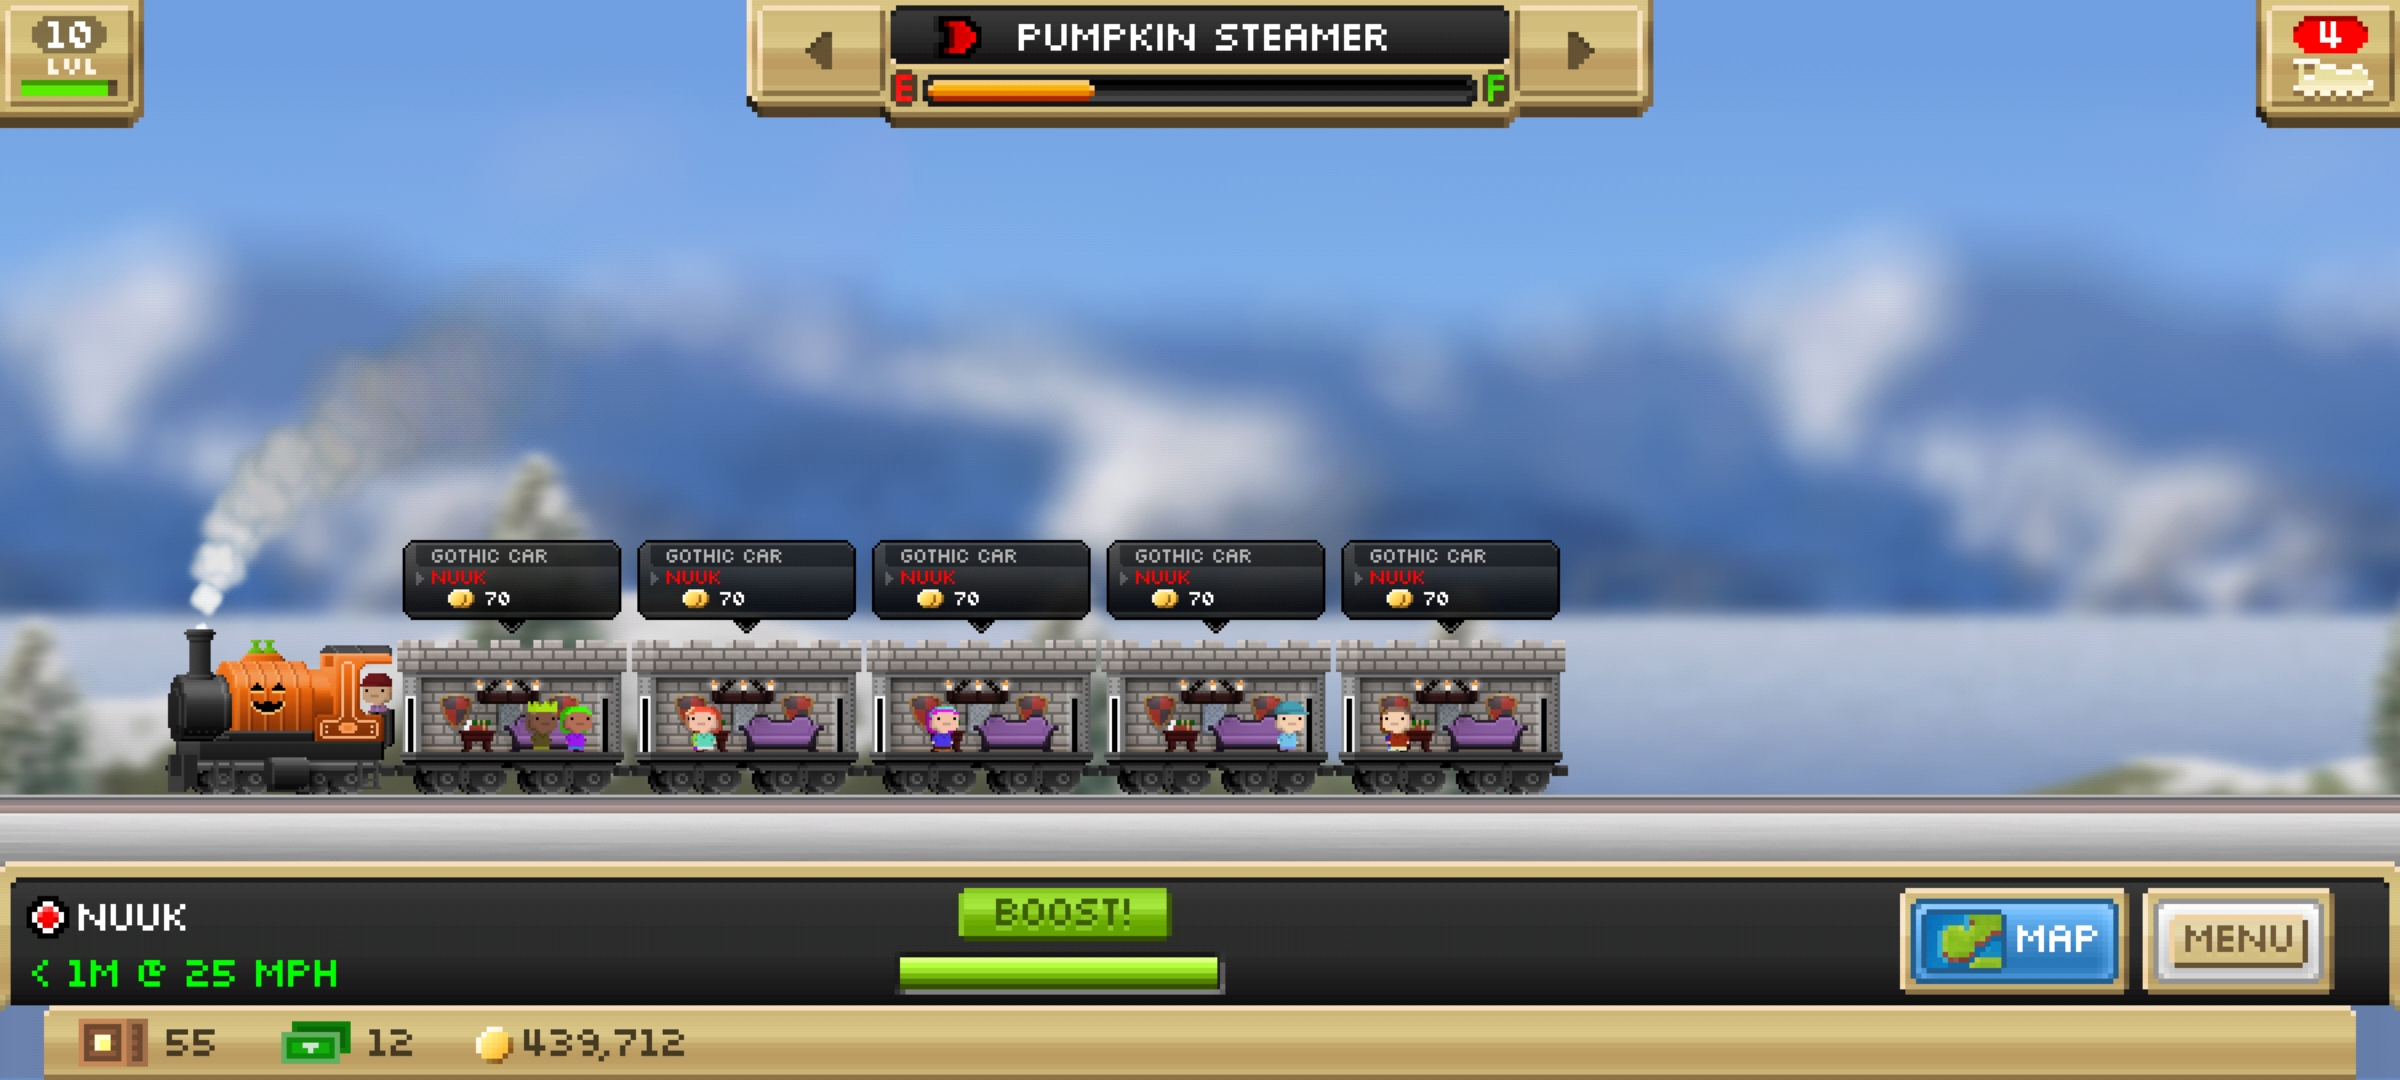 10
LVL
PUMPKIN STEAMER
E F
4
GOTHIC CAR
NUUK
70
GOTHIC CAR
NUUK
70
GOTHIC CAR
NUUK
70
GOTHIC CAR
NUUK
70
GOTHIC CAR
NUUK
70
NUUK
< 1M @ 25 MPH
BOOST!
MAP
MENU
55
12
439,712